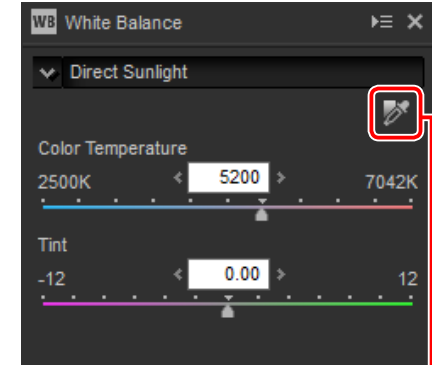 WB White Balance
Direct Sunlight
Color Temperature
2500K 5200 7042K
Tint
-12 0.00 12